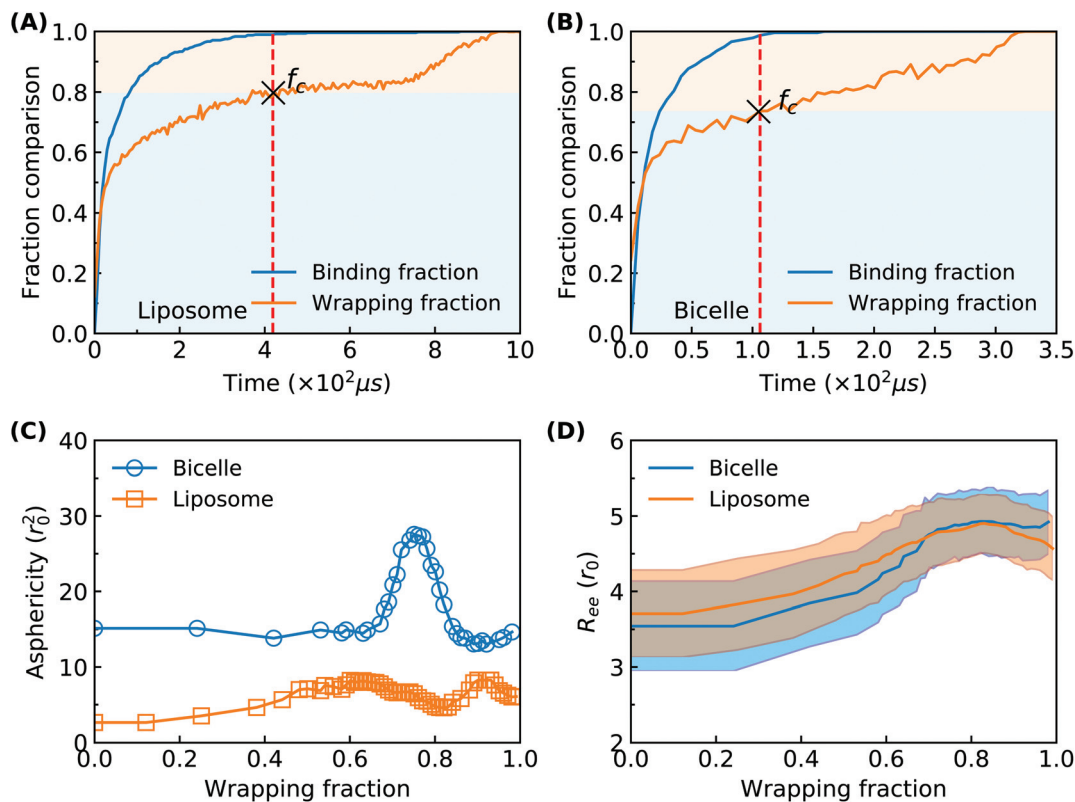 (A)
Fraction comparison
1.0
0.8
0.6
0.4
0.2
0.0
f_c
Binding fraction
Wrapping fraction
Liposome
0 2 4 6 8 10
Time (×10²μs)
(B)
Fraction comparison
1.0
0.8
0.6
0.4
0.2
0.0
f_c
Binding fraction
Wrapping fraction
Bicelle
0.0 0.5 1.0 1.5 2.0 2.5 3.0 3.5
Time (×10²μs)
(C)
Asphericity (r₀²)
40
30
20
10
0
Bicelle
Liposome
0.0 0.2 0.4 0.6 0.8 1.0
Wrapping fraction
(D)
R_ee (r₀)
6
5
4
3
2
Bicelle
Liposome
0.0 0.2 0.4 0.6 0.8 1.0
Wrapping fraction